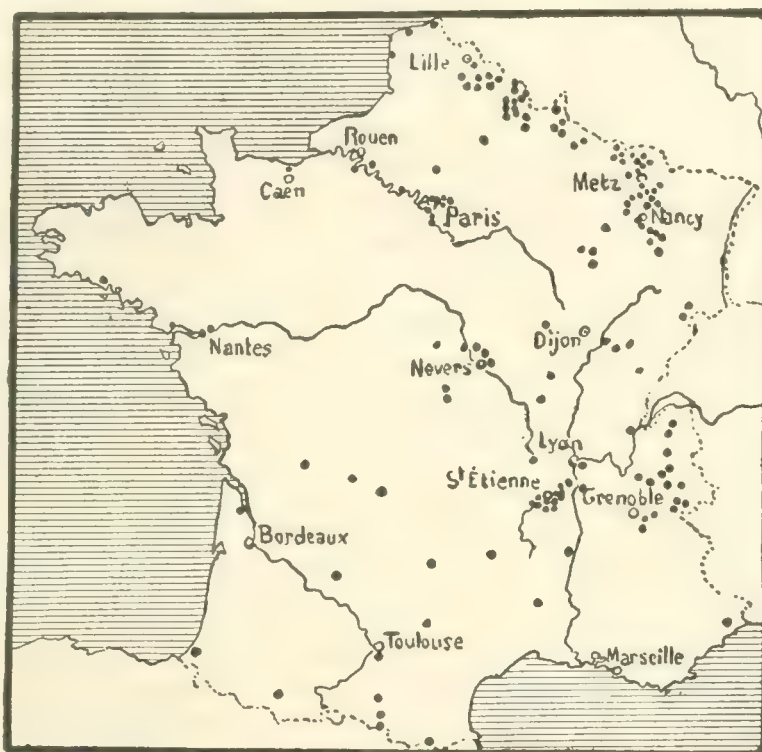 Lille
Rouen
Caen
Metz
Paris
Nancy
Nantes
Dijon
Nevers
Lyon
St Étienne
Grenoble
Bordeaux
Toulouse
Marseille